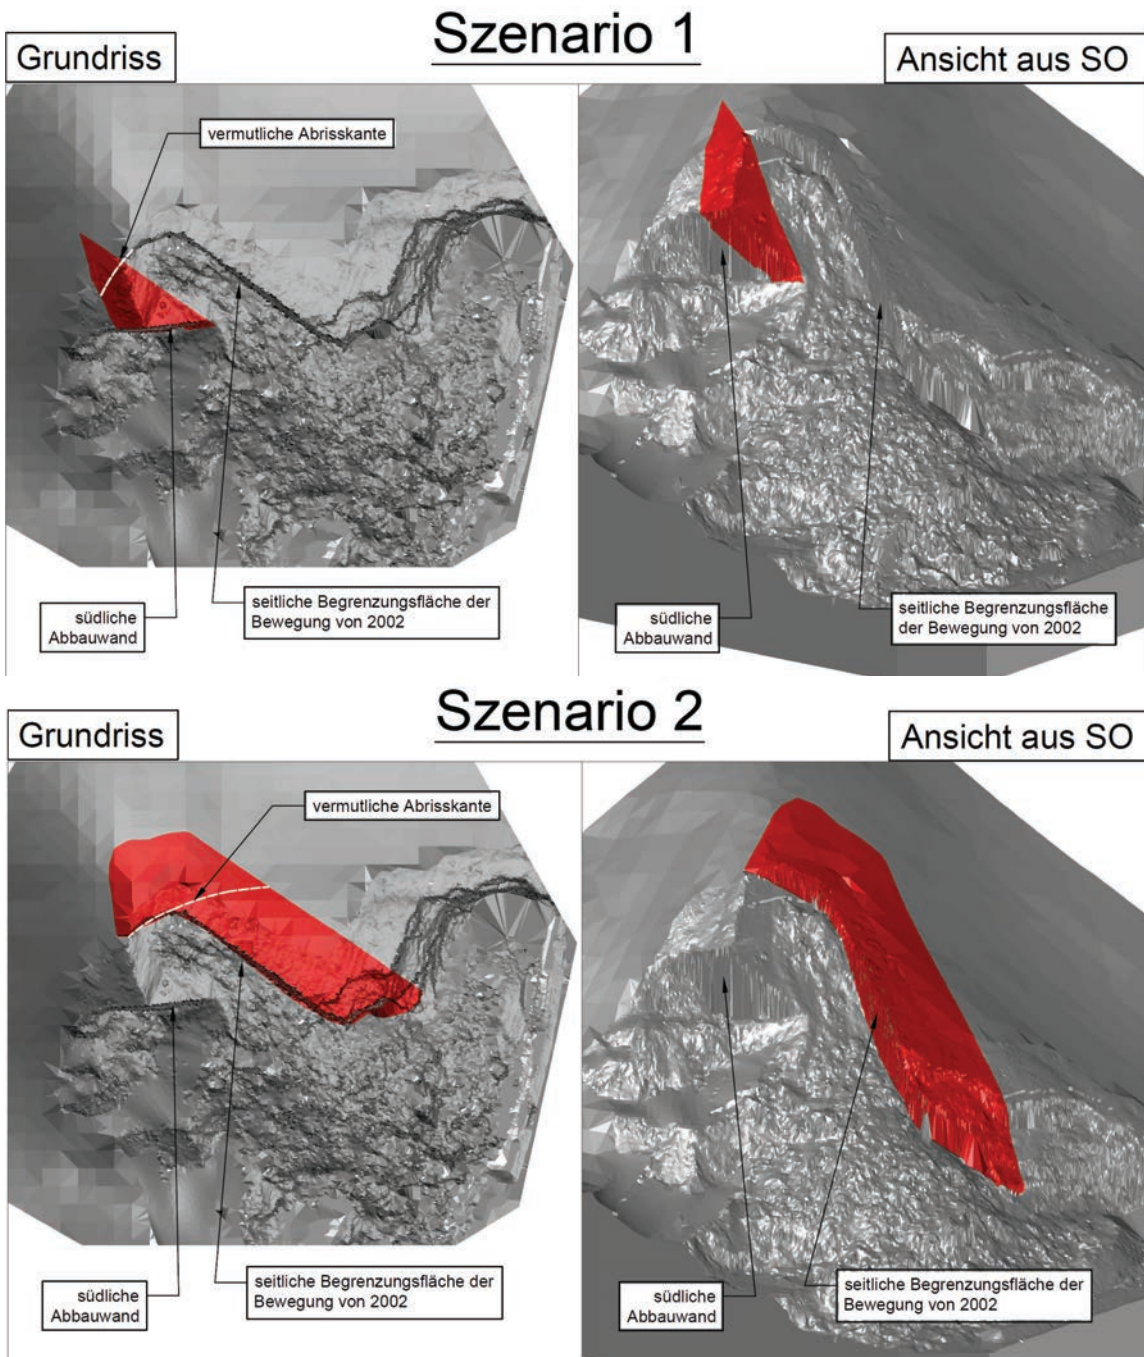 Szenario 1
Grundriss
Ansicht aus SO
vermutliche Abrisskante
südliche
Abbauwand
seitliche Begrenzungsfläche der
Bewegung von 2002
südliche
Abbauwand
seitliche Begrenzungsfläche
der Bewegung von 2002
Szenario 2
Grundriss
Ansicht aus SO
vermutliche Abrisskante
südliche
Abbauwand
seitliche Begrenzungsfläche der
Bewegung von 2002
südliche
Abbauwand
seitliche Begrenzungsfläche der
Bewegung von 2002